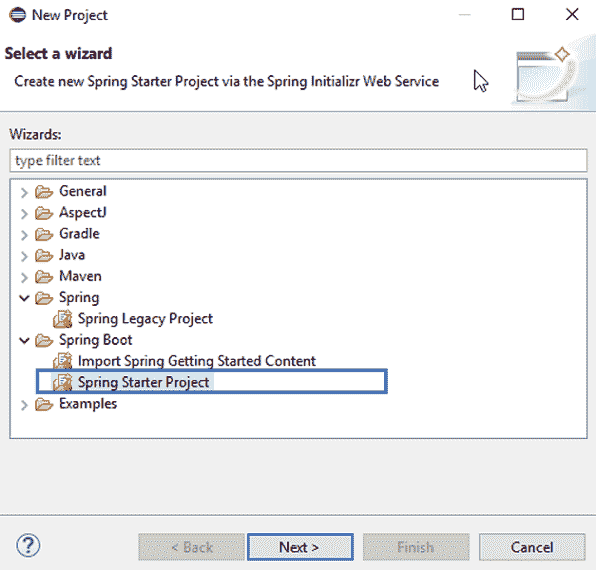 New Project
Select a wizard
Create new Spring Starter Project via the Spring Initializr Web Service
Wizards:
type filter text
General
AspectJ
Gradle
Java
Maven
Spring
Spring Legacy Project
Spring Boot
Import Spring Getting Started Content
Spring Starter Project
Examples
? < Back Next > Finish Cancel